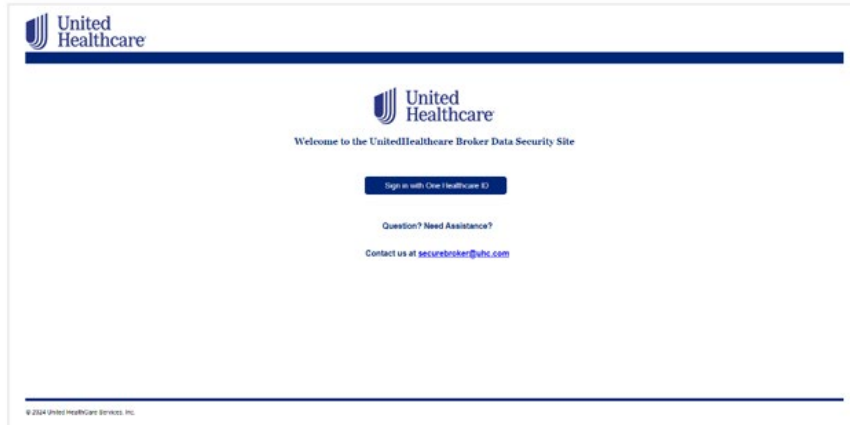 United
Healthcare
United
Healthcare
Welcome to the UnitedHealthcare Broker Data Security Site
Sign in with One Healthcare ID
Question? Need Assistance?
Contact us at securebroker@uhc.com
© 2024 United HealthCare Services, Inc.